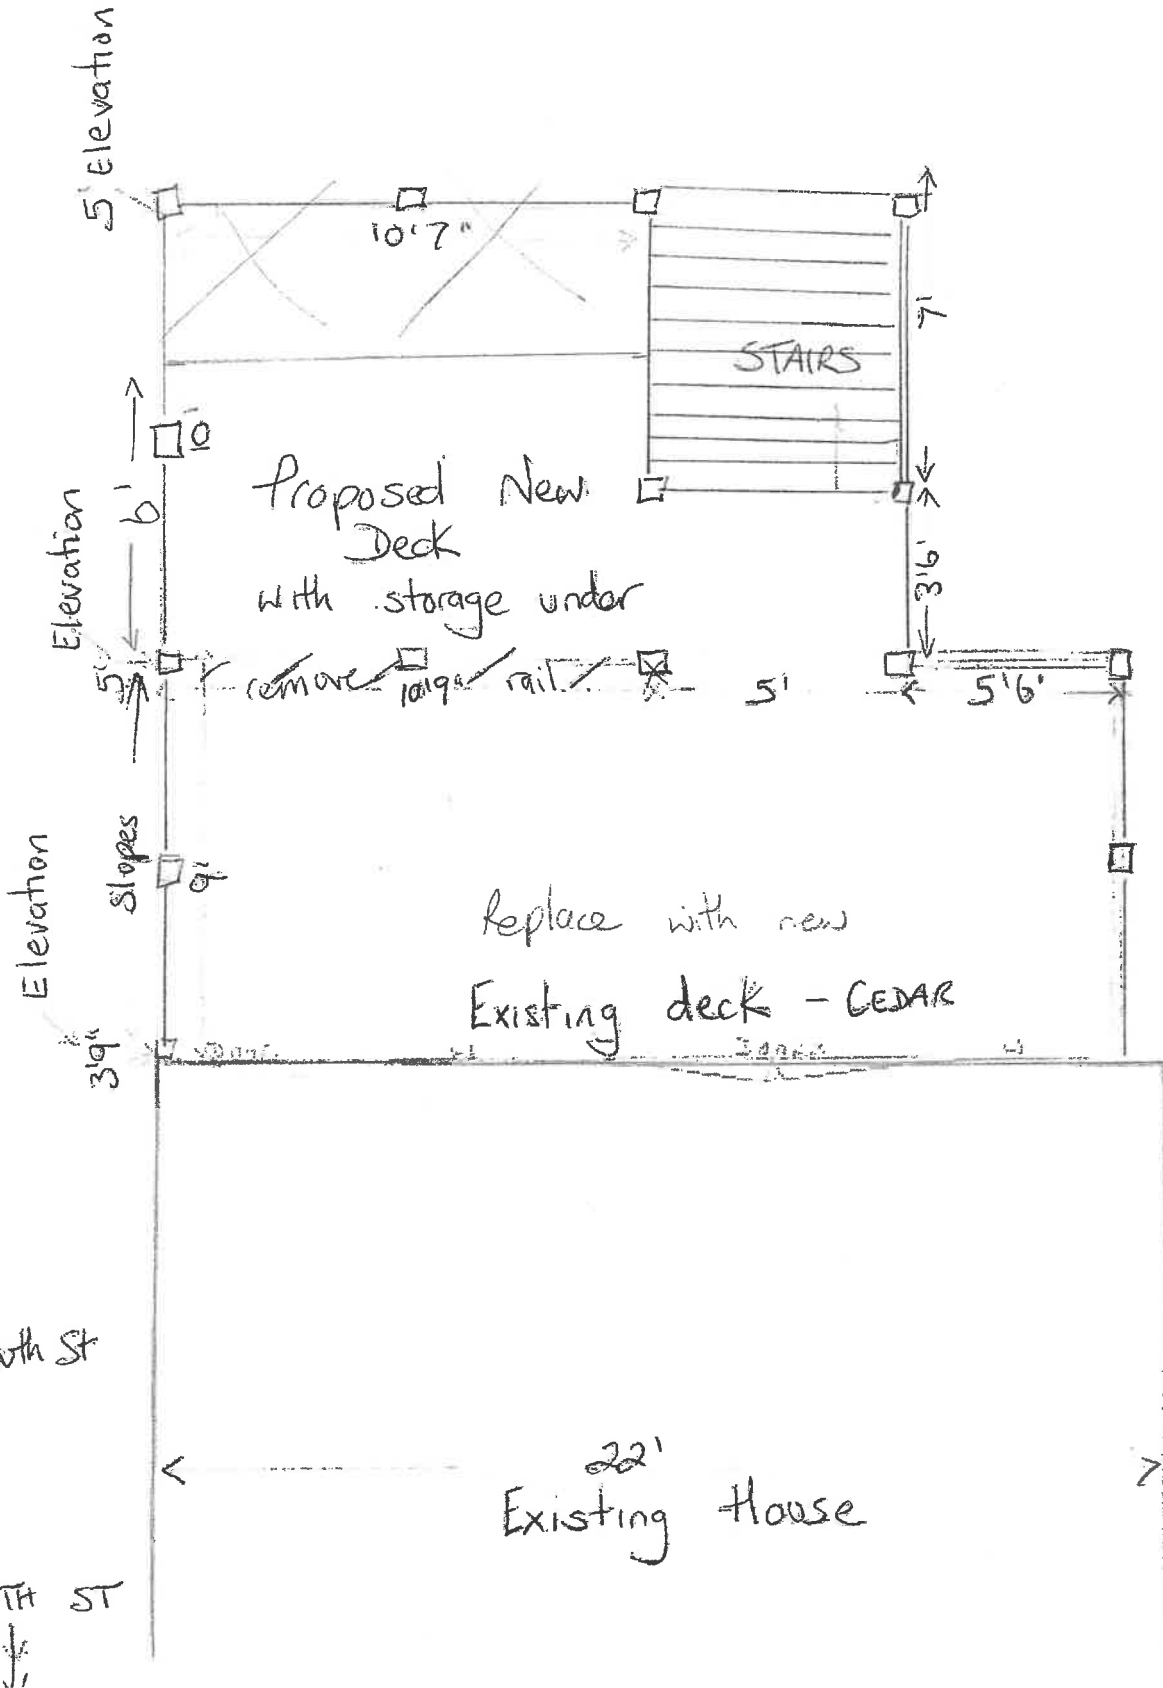 5' Elevation
10'7"
7'
STAIRS
6'
10'
Elevation
Proposed New
Deck
with storage under
3'6'
5'
remove 10'9" rail
5'
5'6'
Slopes
9'
Elevation
3'9"
Replace with new
Existing deck - CEDAR
St
22'
Existing House
TH ST